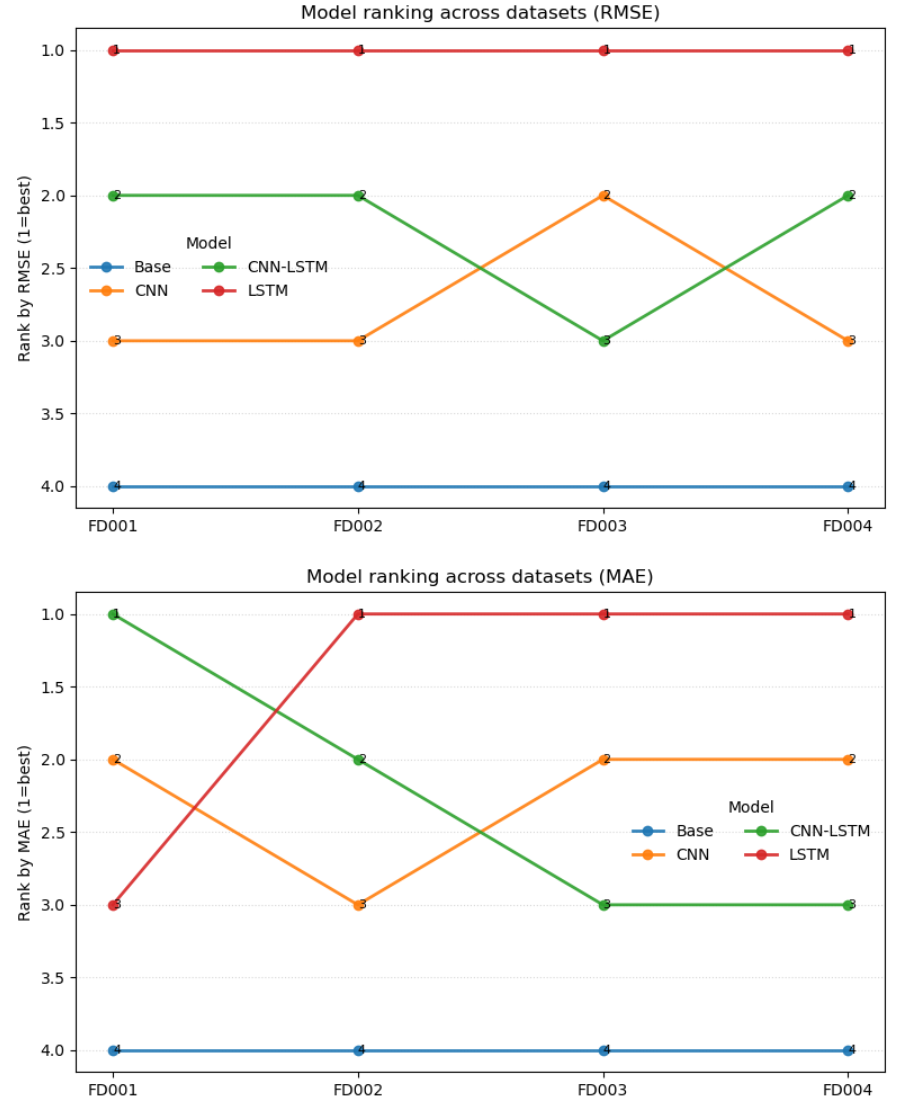 Model ranking across datasets (RMSE)
1.0
1 1 1 1
1.5
2.0
2 2 2 2
Rank by RMSE (1=best)
Model
2.5
Base CNN-LSTM
CNN LSTM
3.0
3 3 3 3
3.5
4.0
4 4 4 4
FD001 FD002 FD003 FD004
Model ranking across datasets (MAE)
1.0
1 1 1 1
1.5
2.0
2 2 2 2
Rank by MAE (1=best)
Model
2.5
Base CNN-LSTM
CNN LSTM
3.0
3 3 3 3
3.5
4.0
4 4 4 4
FD001 FD002 FD003 FD004